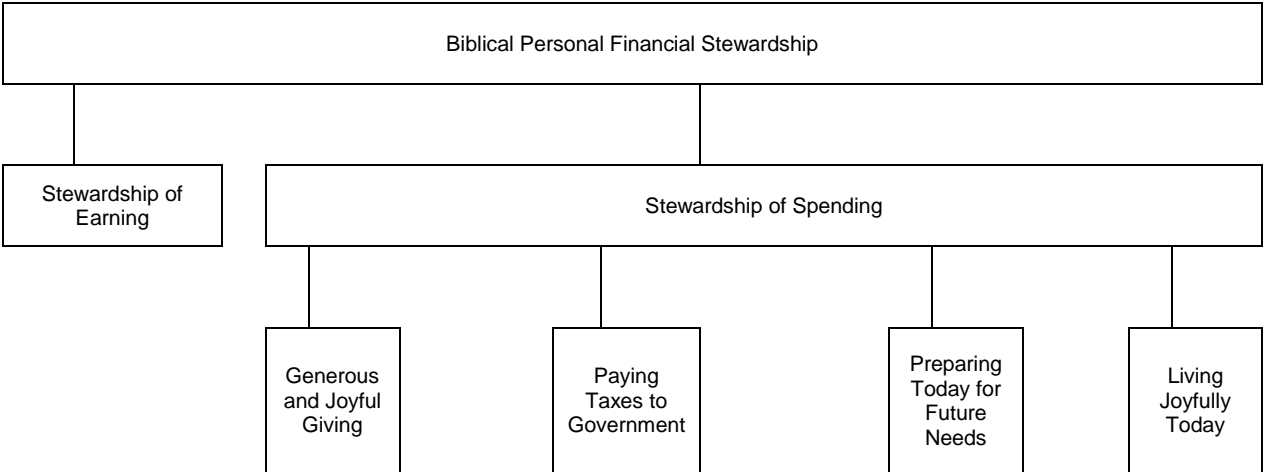 Biblical Personal Financial Stewardship
Stewardship of
Earning
Stewardship of Spending
Generous
and Joyful
Giving
Paying
Taxes to
Government
Preparing
Today for
Future
Needs
Living
Joyfully
Today